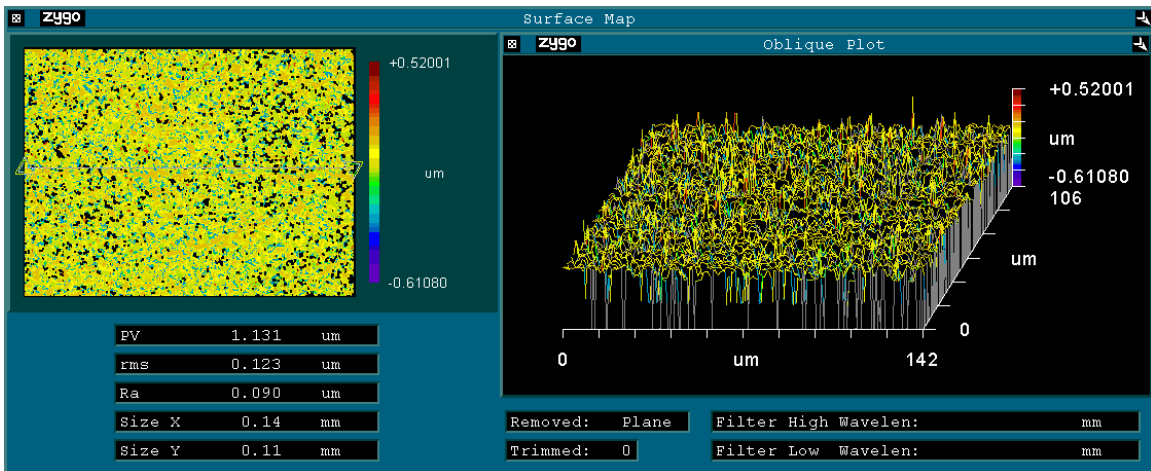 zygo Surface Map
+0.52001
um
-0.61080
zygo Oblique Plot
+0.52001
um
-0.61080
106
um
0
0 um 142
PV 1.131 um
rms 0.123 um
Ra 0.090 um
Size X 0.14 mm
Size Y 0.11 mm
Removed: Plane
Trimmed: 0
Filter High Wavelen: mm
Filter Low Wavelen: mm